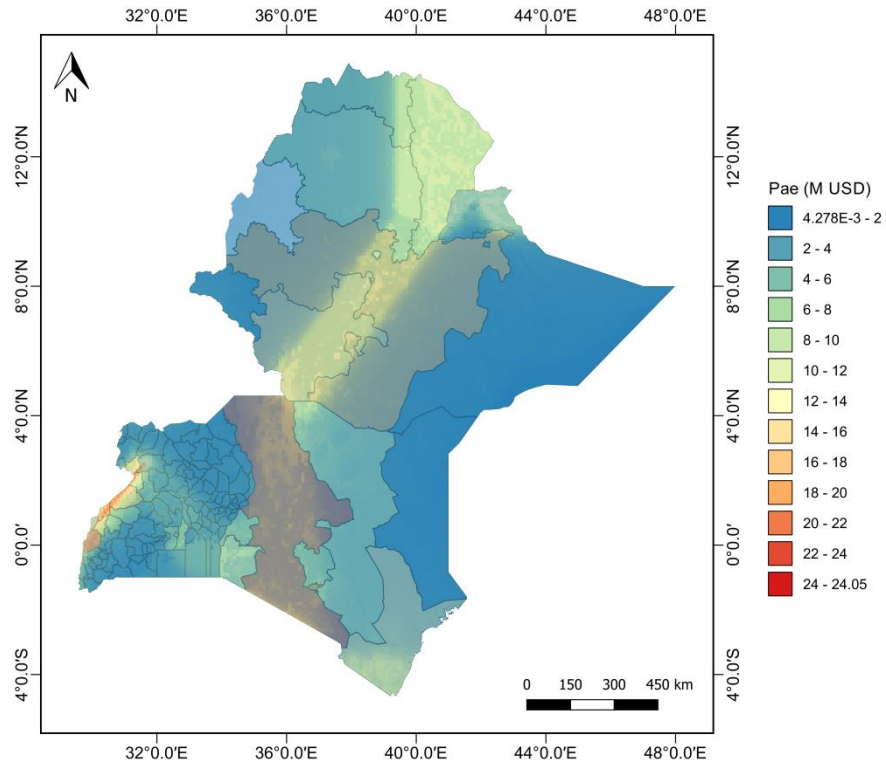 32°0.0'E 36°0.0'E 40°0.0'E 44°0.0'E 48°0.0'E
N
12°0.0'N 12°0.0'N
8°0.0'N 8°0.0'N
4°0.0'N 4°0.0'N
0°0.0' 0°0.0'
4°0.0'S 4°0.0'S
Pae (M USD)
4.278E-3 - 2
2 - 4
4 - 6
6 - 8
8 - 10
10 - 12
12 - 14
14 - 16
16 - 18
18 - 20
20 - 22
22 - 24
24 - 24.05
0 150 300 450 km
32°0.0'E 36°0.0'E 40°0.0'E 44°0.0'E 48°0.0'E